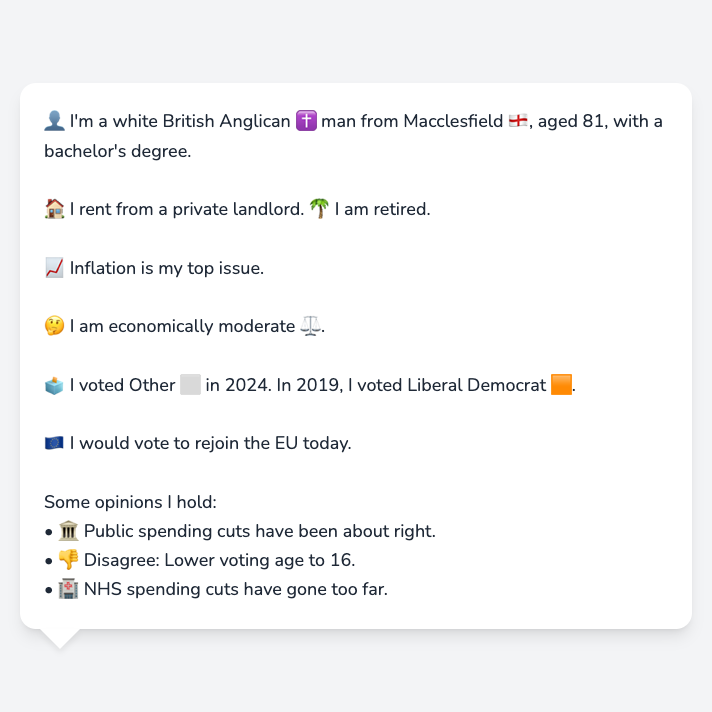 👤 I'm a white British Anglican ✝️ man from Macclesfield 🏴󠁧󠁢󠁥󠁮󠁧󠁿, aged 81, with a
bachelor's degree.
🏠 I rent from a private landlord. 🌴 I am retired.
📈 Inflation is my top issue.
🤔 I am economically moderate ⚖️.
🗳️ I voted Other ⬜ in 2024. In 2019, I voted Liberal Democrat 🟧.
🇪🇺 I would vote to rejoin the EU today.
Some opinions I hold:
• 🏛️ Public spending cuts have been about right.
• 👎 Disagree: Lower voting age to 16.
• 🏥 NHS spending cuts have gone too far.